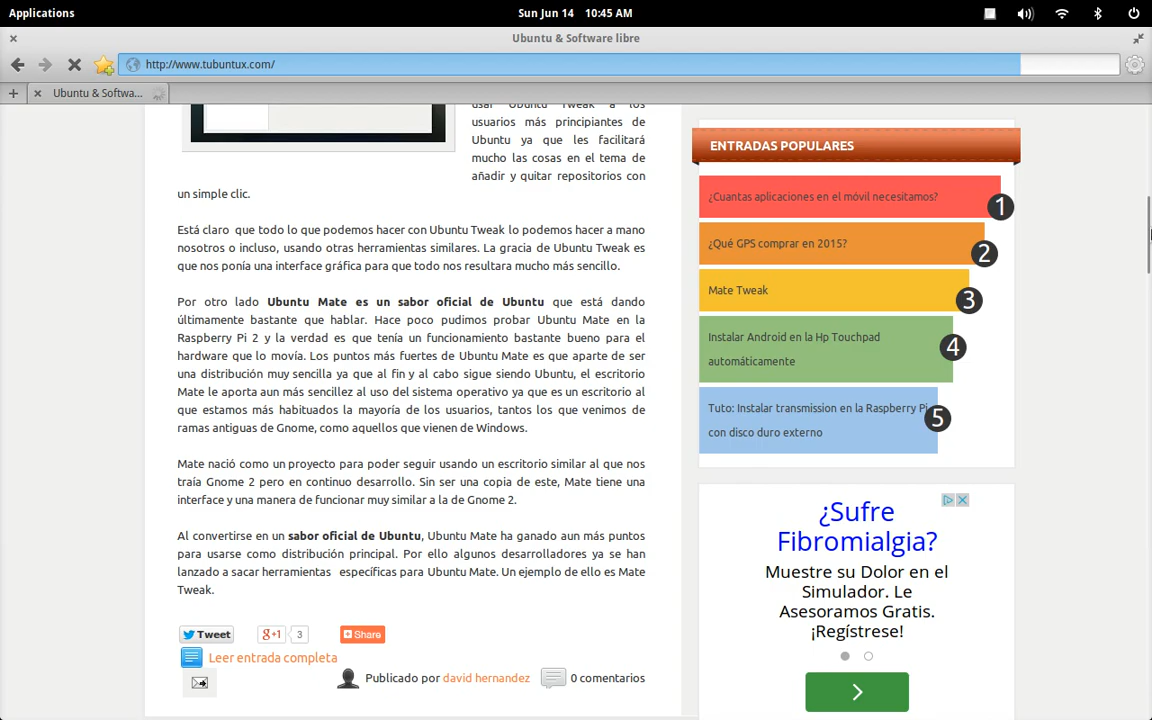 Applications
Sun Jun 14 10:45 AM
Ubuntu & Software libre
http://www.tubuntux.com/
Ubuntu & Softwa...
usar Ubuntu Tweak a los
usuarios más principiantes de
Ubuntu ya que les facilitará
mucho las cosas en el tema de
añadir y quitar repositorios con
un simple clic.
Está claro que todo lo que podemos hacer con Ubuntu Tweak lo podemos hacer a mano
nosotros o incluso, usando otras herramientas similares. La gracia de Ubuntu Tweak es
que nos ponía una interface gráfica para que todo nos resultara mucho más sencillo.
Por otro lado Ubuntu Mate es un sabor oficial de Ubuntu que está dando
últimamente bastante que hablar. Hace poco pudimos probar Ubuntu Mate en la
Raspberry Pi 2 y la verdad es que tenía un funcionamiento bastante bueno para el
hardware que lo movía. Los puntos más fuertes de Ubuntu Mate es que aparte de ser
una distribución muy sencilla ya que al fin y al cabo sigue siendo Ubuntu, el escritorio
Mate le aporta aun más sencillez al uso del sistema operativo ya que es un escritorio al
que estamos más habituados la mayoría de los usuarios, tantos los que venimos de
ramas antiguas de Gnome, como aquellos que vienen de Windows.
Mate nació como un proyecto para poder seguir usando un escritorio similar al que nos
traía Gnome 2 pero en continuo desarrollo. Sin ser una copia de este, Mate tiene una
interface y una manera de funcionar muy similar a la de Gnome 2.
Al convertirse en un sabor oficial de Ubuntu, Ubuntu Mate ha ganado aun más puntos
para usarse como distribución principal. Por ello algunos desarrolladores ya se han
lanzado a sacar herramientas específicas para Ubuntu Mate. Un ejemplo de ello es Mate
Tweak.
Tweet g+1 3 Share
Leer entrada completa
Publicado por david hernandez 0 comentarios
ENTRADAS POPULARES
¿Cuantas aplicaciones en el móvil necesitamos? 1
¿Qué GPS comprar en 2015? 2
Mate Tweak 3
Instalar Android en la Hp Touchpad
automáticamente 4
Tuto: Instalar transmission en la Raspberry Pi
con disco duro externo 5
¿Sufre
Fibromialgia?
Muestre su Dolor en el
Simulador. Le
Asesoramos Gratis.
¡Regístrese!